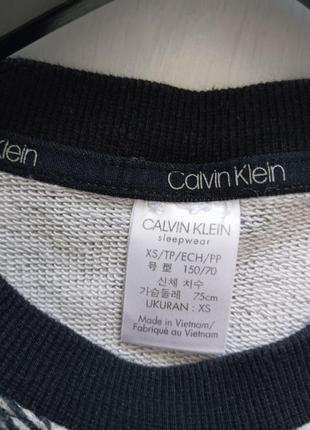 Klein
Calvin Klein
CALVIN KLEIN
sleepwear
XS/TP/ECH/PP
号型 150/70
신체 치수
가슴둘레 75cm
UKURAN: XS
Made in Vietnam/
Fabriqué au Vietnam